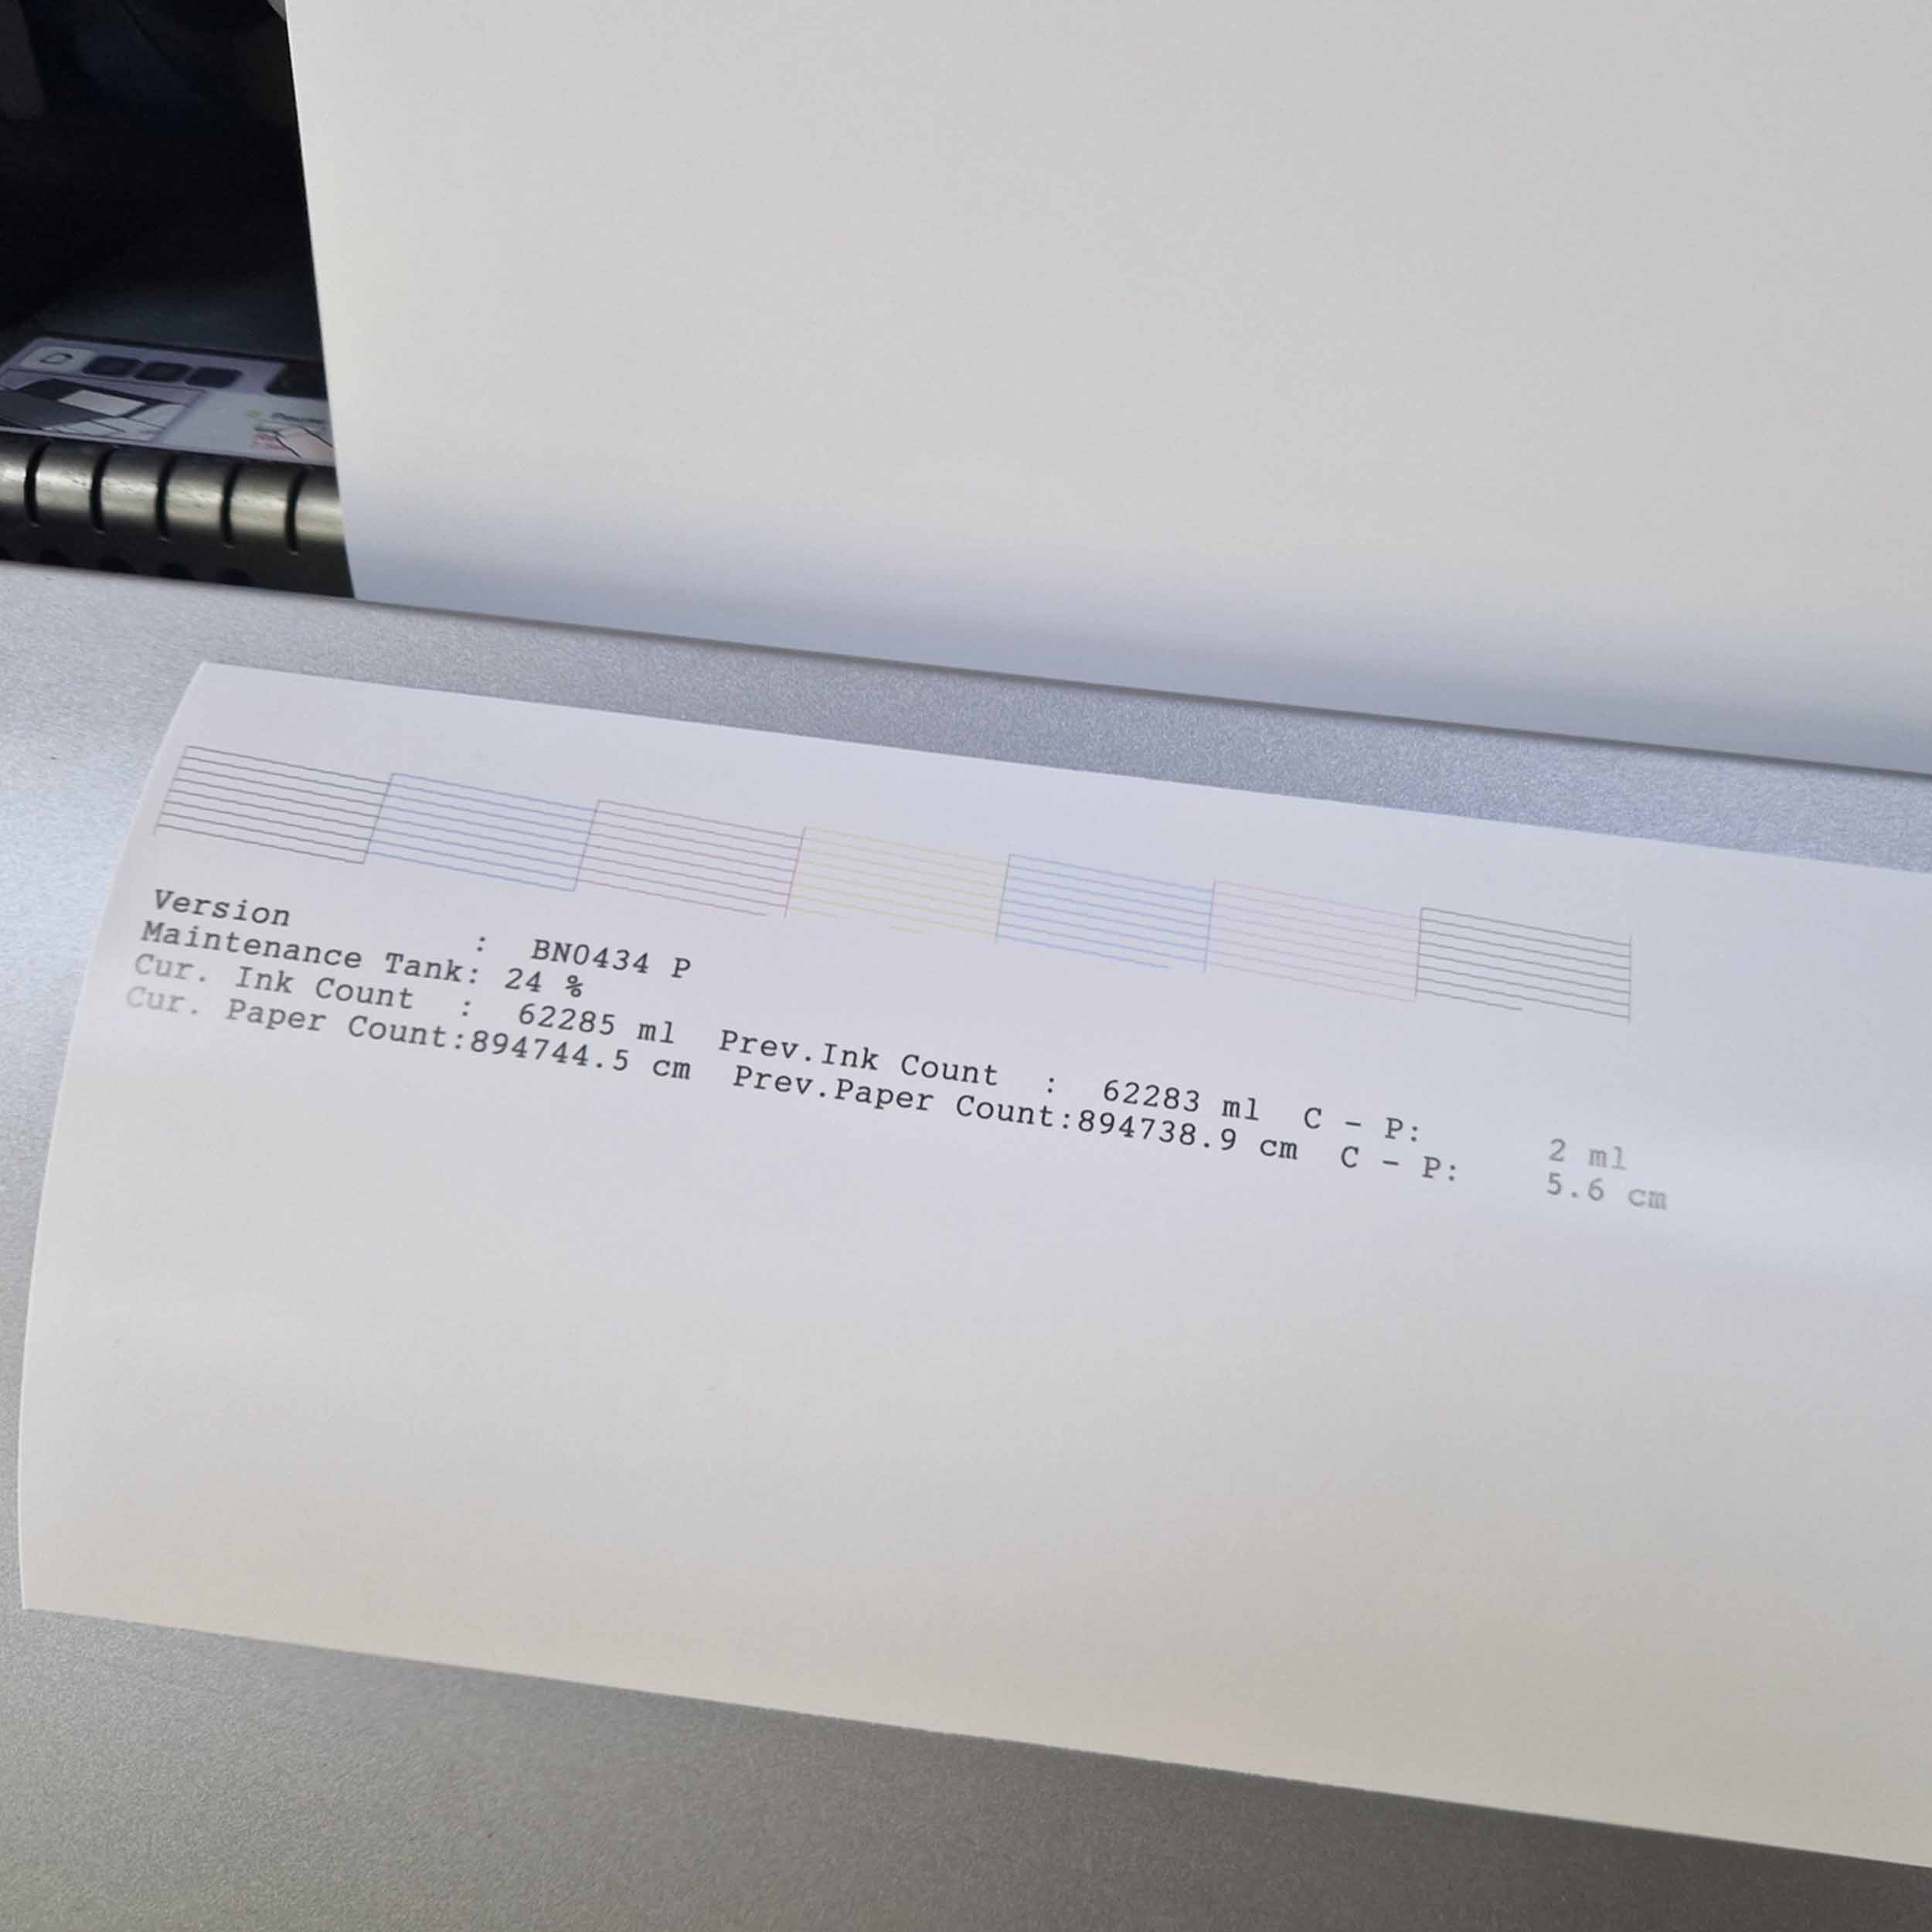 Version : BN0434 P
Maintenance Tank: 24 %
Cur. Ink Count : 62285 ml Prev.Ink Count : 62283 ml C - P: 2 ml
Cur. Paper Count:894744.5 cm Prev.Paper Count:894738.9 cm C - P: 5.6 cm